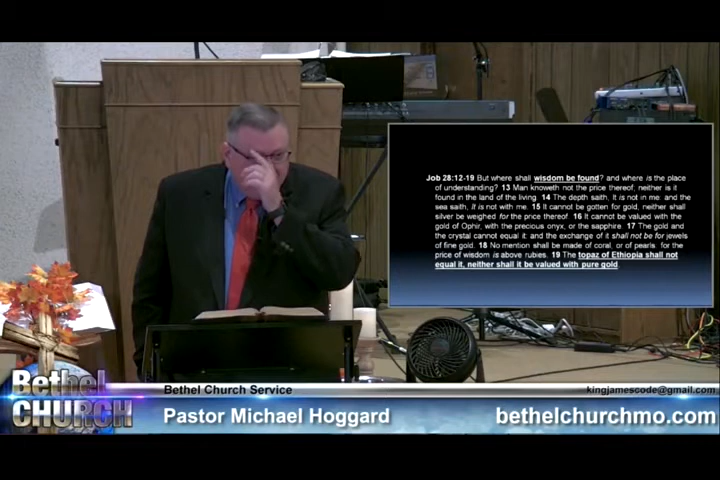 Job 28:12-19 But where shall wisdom be found? and where is the place
of understanding? 13 Man knoweth not the price thereof; neither is it
found in the land of the living. 14 The depth saith, It is not in me: and the
sea saith, It is not with me. 15 It cannot be gotten for gold, neither shall
silver be weighed for the price thereof. 16 It cannot be valued with the
gold of Ophir, with the precious onyx, or the sapphire. 17 The gold and
the crystal cannot equal it: and the exchange of it shall not be for jewels
of fine gold. 18 No mention shall be made of coral, or of pearls: for the
price of wisdom is above rubies. 19 The topaz of Ethiopia shall not
equal it, neither shall it be valued with pure gold.
Bethel
CHURCH
Bethel Church Service
kingjamescode@gmail.com
Pastor Michael Hoggard
bethelchurchmo.com